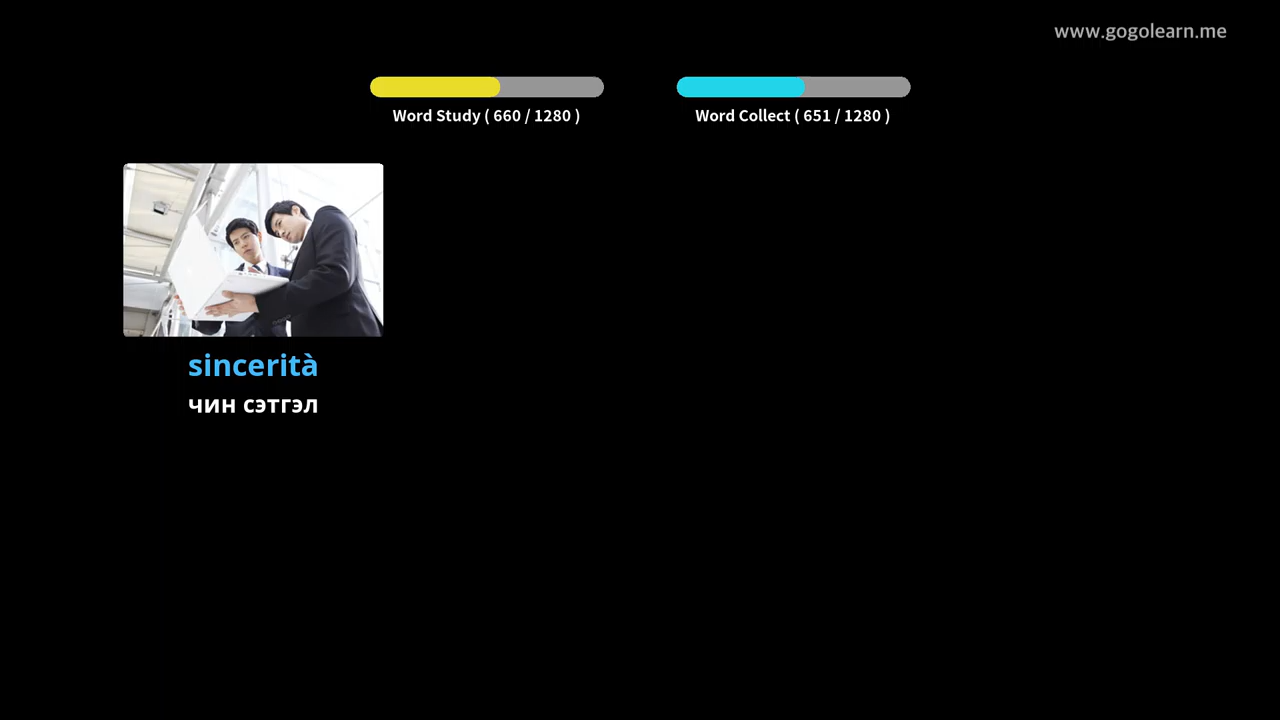 www.gogolearn.me
Word Study ( 660 / 1280 )
Word Collect ( 651 / 1280 )
sincerità
чин сэтгэл